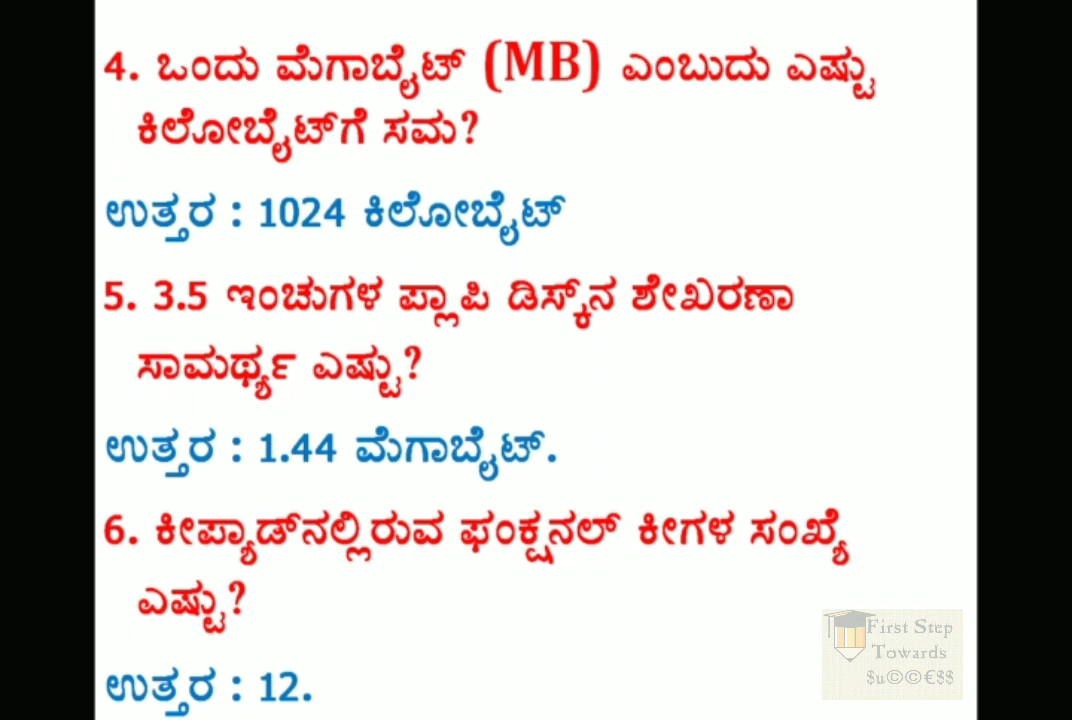 4. ಒಂದು ಮೆಗಾಬೈಟ್ (MB) ಎಂಬುದು ಎಷ್ಟು
ಕಿಲೋಬೈಟ್‌ಗೆ ಸಮ?
ಉತ್ತರ : 1024 ಕಿಲೋಬೈಟ್
5. 3.5 ಇಂಚುಗಳ ಪ್ಲಾಪಿ ಡಿಸ್ಕ್‌ನ ಶೇಖರಣಾ
ಸಾಮರ್ಥ್ಯ ಎಷ್ಟು?
ಉತ್ತರ : 1.44 ಮೆಗಾಬೈಟ್.
6. ಕೀಪ್ಯಾಡ್‌ನಲ್ಲಿರುವ ಫಂಕ್ಷನಲ್ ಕೀಗಳ ಸಂಖ್ಯೆ
ಎಷ್ಟು?
ಉತ್ತರ : 12.
First Step
Towards
$u©©€$$